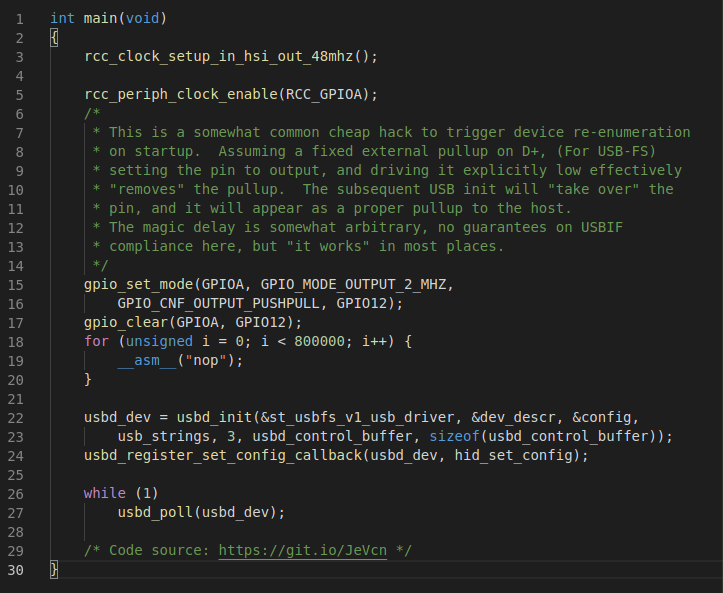 1 int main(void)
2 {
3 rcc_clock_setup_in_hsi_out_48mhz();
4
5 rcc_periph_clock_enable(RCC_GPIOA);
6 /*
7 * This is a somewhat common cheap hack to trigger device re-enumeration
8 * on startup.  Assuming a fixed external pullup on D+, (For USB-FS)
9 * setting the pin to output, and driving it explicitly low effectively
10 * "removes" the pullup.  The subsequent USB init will "take over" the
11 * pin, and it will appear as a proper pullup to the host.
12 * The magic delay is somewhat arbitrary, no guarantees on USBIF
13 * compliance here, but "it works" in most places.
14 */
15 gpio_set_mode(GPIOA, GPIO_MODE_OUTPUT_2_MHZ,
16 GPIO_CNF_OUTPUT_PUSHPULL, GPIO12);
17 gpio_clear(GPIOA, GPIO12);
18 for (unsigned i = 0; i < 800000; i++) {
19 __asm__("nop");
20 }
21
22 usbd_dev = usbd_init(&st_usbfs_v1_usb_driver, &dev_descr, &config,
23 usb_strings, 3, usbd_control_buffer, sizeof(usbd_control_buffer));
24 usbd_register_set_config_callback(usbd_dev, hid_set_config);
25
26 while (1)
27 usbd_poll(usbd_dev);
28
29 /* Code source: https://git.io/JeVcn */
30 }